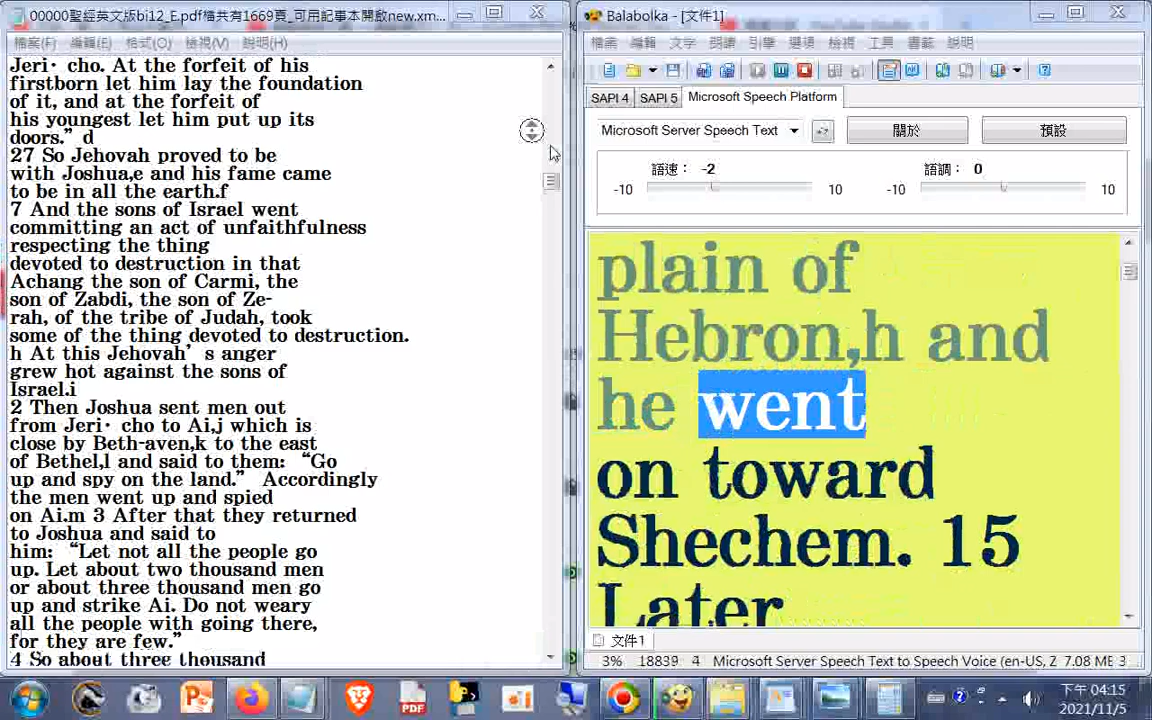 00000聖經英文版bi12_E.pdf檔共有1669頁_可用記事本開啟new.xm...
檔案(F) 編輯(E) 格式(O) 檢視(V) 說明(H)
Jeri· cho. At the forfeit of his
firstborn let him lay the foundation
of it, and at the forfeit of
his youngest let him put up its
doors.” d
27 So Jehovah proved to be
with Joshua,e and his fame came
to be in all the earth.f
7 And the sons of Israel went
committing an act of unfaithfulness
respecting the thing
devoted to destruction in that
Achang the son of Carmi, the
son of Zabdi, the son of Ze-
rah, of the tribe of Judah, took
some of the thing devoted to destruction.
h At this Jehovah’s anger
grew hot against the sons of
Israel.i
2 Then Joshua sent men out
from Jeri· cho to Ai,j which is
close by Beth-aven,k to the east
of Bethel,l and said to them: “Go
up and spy on the land.” Accordingly
the men went up and spied
on Ai.m 3 After that they returned
to Joshua and said to
him: “Let not all the people go
up. Let about two thousand men
or about three thousand men go
up and strike Ai. Do not weary
all the people with going there,
for they are few.”
4 So about three thousand
Balabolka - [文件1]
檔案 編輯 文字 朗讀 引擎 選項 檢視 工具 書籤 說明
SAPI 4 SAPI 5 Microsoft Speech Platform
Microsoft Server Speech Text 關於 預設
語速： -2 語調： 0
-10 10 -10 10
plain of
Hebron,h and
he went
on toward
Shechem. 15
Later
文件1
3% 18839 4 Microsoft Server Speech Text to Speech Voice (en-US, Z 7.08 MB 3
PDF
下午 04:15
2021/11/5